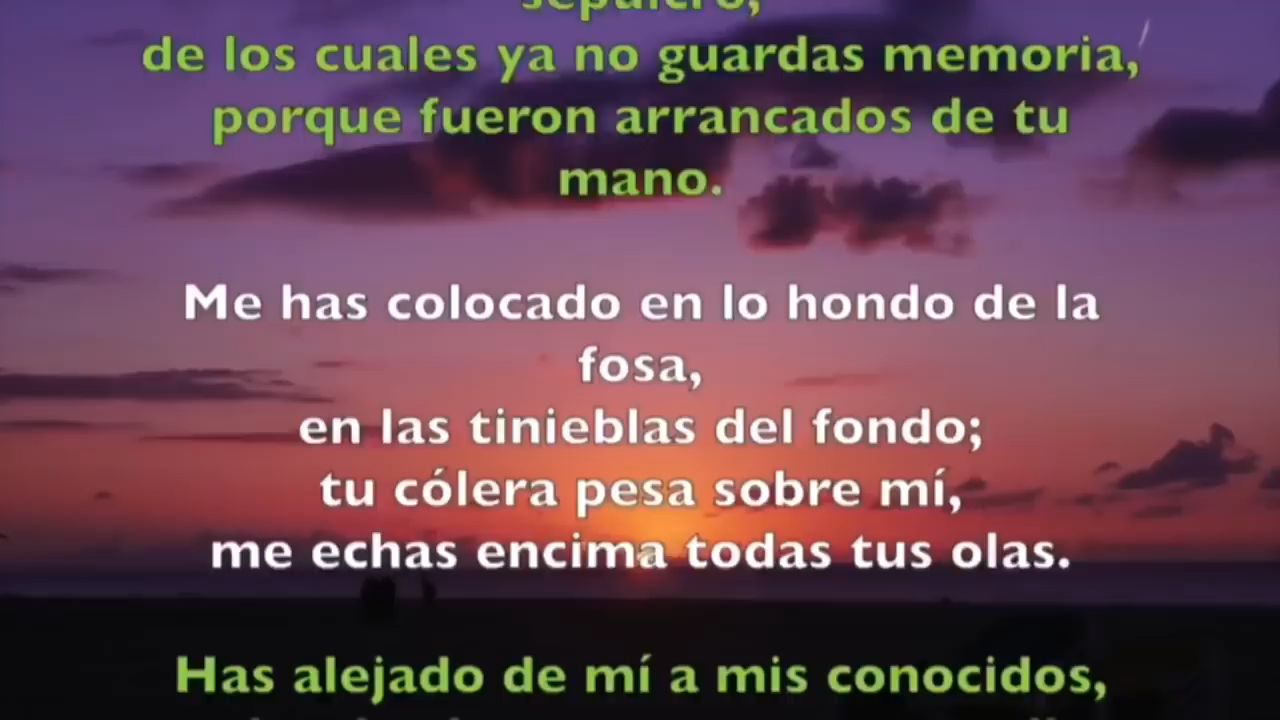 sepulcro,
de los cuales ya no guardas memoria,
porque fueron arrancados de tu
mano.
Me has colocado en lo hondo de la
fosa,
en las tinieblas del fondo;
tu cólera pesa sobre mí,
me echas encima todas tus olas.
Has alejado de mí a mis conocidos,